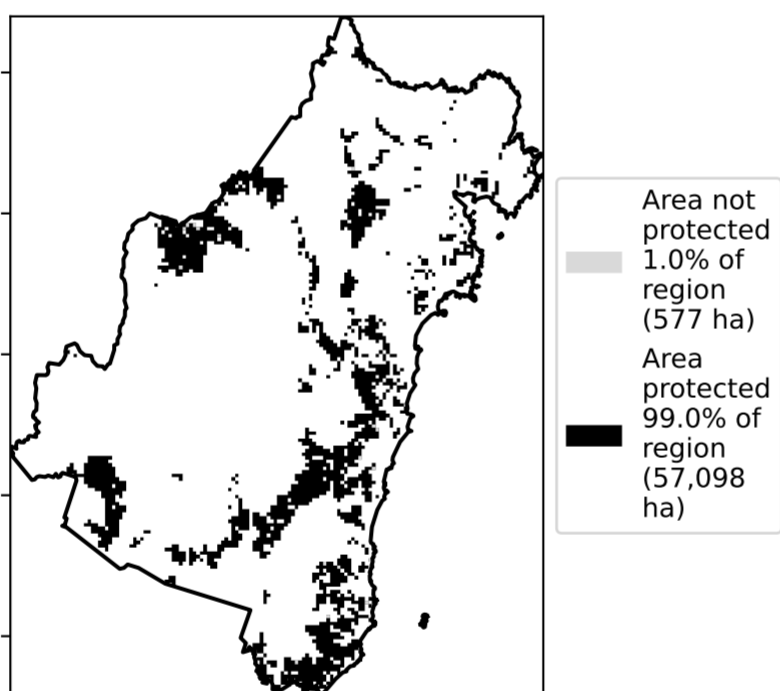 Area not
protected
1.0% of
region
(577 ha)
Area
protected
99.0% of
region
(57,098
ha)